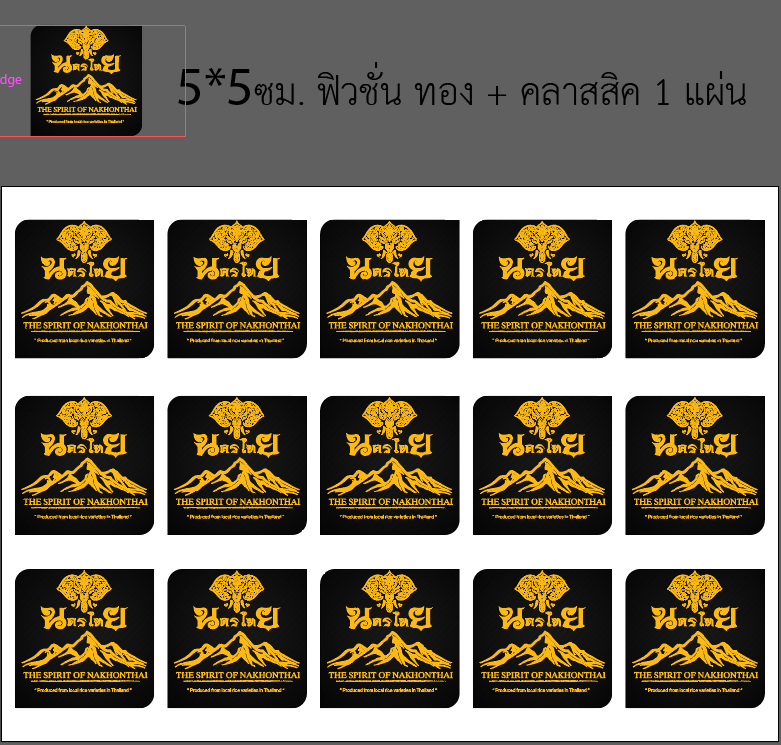 dge
นครไทย
THE SPIRIT OF NAKHONTHAI
" Produced from local rice varieties in Thailand "
5*5ซม. ฟิวชั่น ทอง + คลาสสิค 1 แผ่น
นครไทย นครไทย นครไทย นครไทย นครไทย
THE SPIRIT OF NAKHONTHAI THE SPIRIT OF NAKHONTHAI THE SPIRIT OF NAKHONTHAI THE SPIRIT OF NAKHONTHAI THE SPIRIT OF NAKHONTHAI
" Produced from local rice varieties in Thailand " " Produced from local rice varieties in Thailand " " Produced from local rice varieties in Thailand " " Produced from local rice varieties in Thailand " " Produced from local rice varieties in Thailand "
นครไทย นครไทย นครไทย นครไทย นครไทย
THE SPIRIT OF NAKHONTHAI THE SPIRIT OF NAKHONTHAI THE SPIRIT OF NAKHONTHAI THE SPIRIT OF NAKHONTHAI THE SPIRIT OF NAKHONTHAI
" Produced from local rice varieties in Thailand " " Produced from local rice varieties in Thailand " " Produced from local rice varieties in Thailand " " Produced from local rice varieties in Thailand " " Produced from local rice varieties in Thailand "
นครไทย นครไทย นครไทย นครไทย นครไทย
THE SPIRIT OF NAKHONTHAI THE SPIRIT OF NAKHONTHAI THE SPIRIT OF NAKHONTHAI THE SPIRIT OF NAKHONTHAI THE SPIRIT OF NAKHONTHAI
" Produced from local rice varieties in Thailand " " Produced from local rice varieties in Thailand " " Produced from local rice varieties in Thailand " " Produced from local rice varieties in Thailand " " Produced from local rice varieties in Thailand "